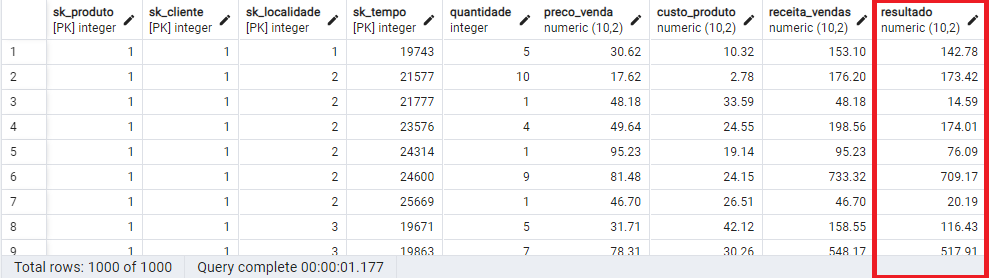 sk_produto sk_cliente sk_localidade sk_tempo quantidade preco_venda custo_produto receita_vendas resultado
[PK] integer [PK] integer [PK] integer [PK] integer integer numeric (10,2) numeric (10,2) numeric (10,2) numeric (10,2)
1 1 1 1 19743 5 30.62 10.32 153.10 142.78
2 1 1 2 21577 10 17.62 2.78 176.20 173.42
3 1 1 2 21777 1 48.18 33.59 48.18 14.59
4 1 1 2 23576 4 49.64 24.55 198.56 174.01
5 1 1 2 24314 1 95.23 19.14 95.23 76.09
6 1 1 2 24600 9 81.48 24.15 733.32 709.17
7 1 1 2 25669 1 46.70 26.51 46.70 20.19
8 1 1 3 19671 5 31.71 42.12 158.55 116.43
9 1 1 3 19863 7 78.31 30.26 548.17 517.91
Total rows: 1000 of 1000 Query complete 00:00:01.177